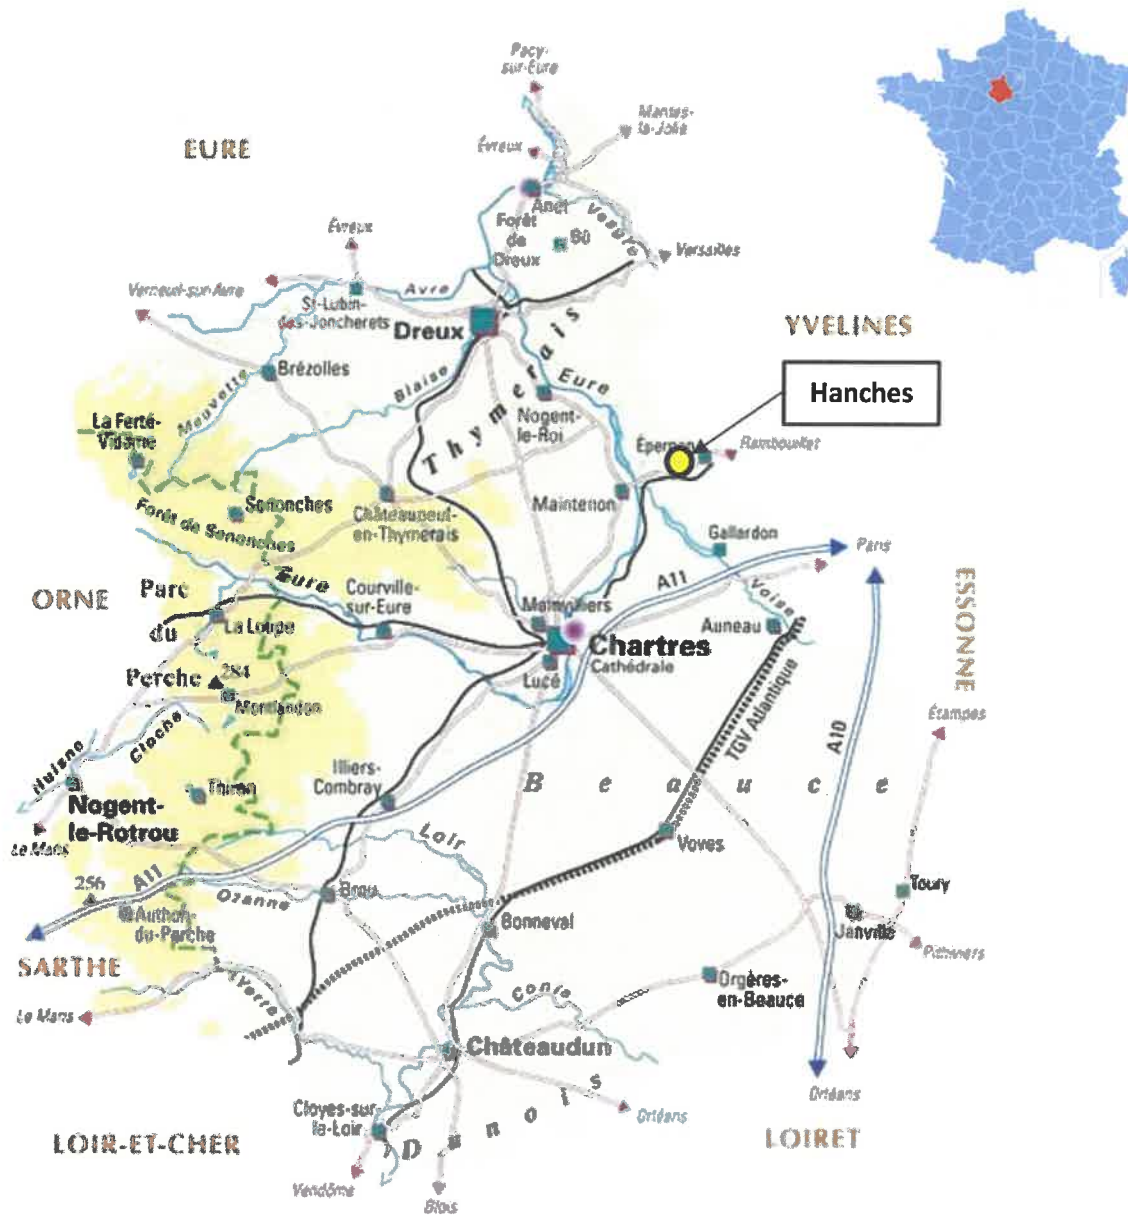 Pacy-
sur-Eure
Mantes-
la-Jolie
EURE
Évreux
Anet
Forêt
de
Dreux
Bû
Vesgre
Versailles
Évreux
Verneuil-sur-Avre
Avre
St-Lubin-
des-Joncherets
Dreux
YVELINES
Thymerais
Brézolles
Blaise
Eure
Hanches
Meuvette
Nogent-
le-Roi
La Ferté-
Vidame
Épernon
Rambouillet
Senonches
Maintenon
Forêt de Senonches
Châteauneuf-
en-Thymerais
Gallardon
Paris
A11
Eure
Voise
ESSONNE
ORNE
Parc
du
Perche
Courville-
sur-Eure
Mainvilliers
La Loupe
Auneau
Chartres
Cathédrale
Lucé
284
Montlandon
TGV Atlantique
A10
Étampes
Huisne
Cloche
Illiers-
Combray
Beauce
Thiron
Nogent-
le-Rotrou
Le Mans
Loir
Voves
256
A11
Ozanne
Brou
Toury
Authon-
du-Perche
Bonneval
Janville
Pithiviers
SARTHE
Yerre
Conie
Orgères-
en-Beauce
Le Mans
Châteaudun
Cloyes-sur-
le-Loir
Dunois
Orléans
Orléans
LOIR-ET-CHER
LOIRET
Vendôme
Blois